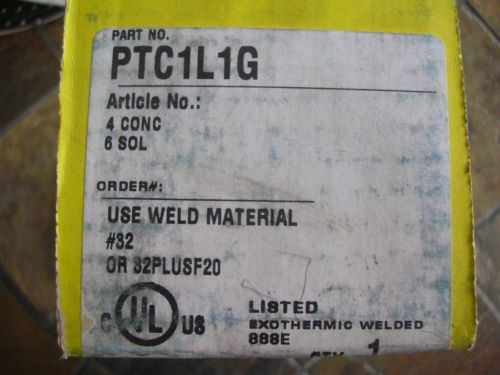 PART NO.
PTC1L1G
Article No.:
4 CONC
6 SOL
ORDER#:
USE WELD MATERIAL
#32
OR 32PLUSF20
C UL US
LISTED
EXOTHERMIC WELDED
888E
QTY 1